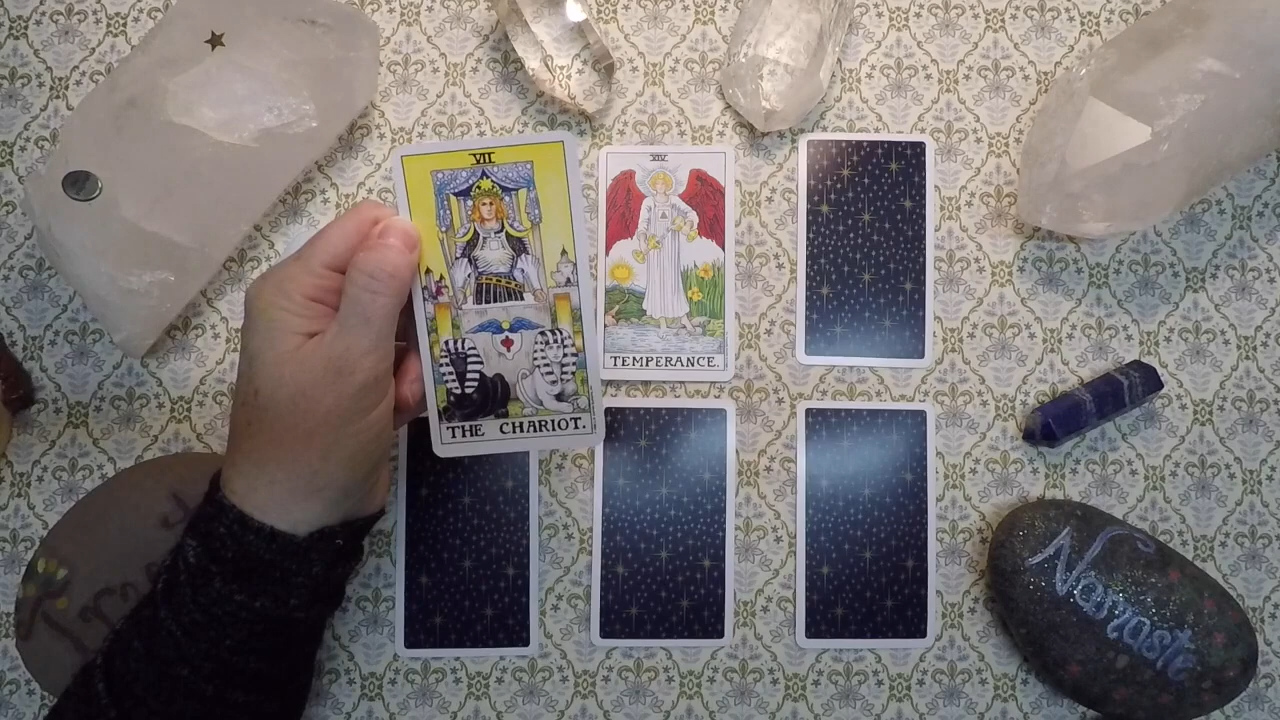 VII
THE CHARIOT.
XIV
TEMPERANCE.
Namaste